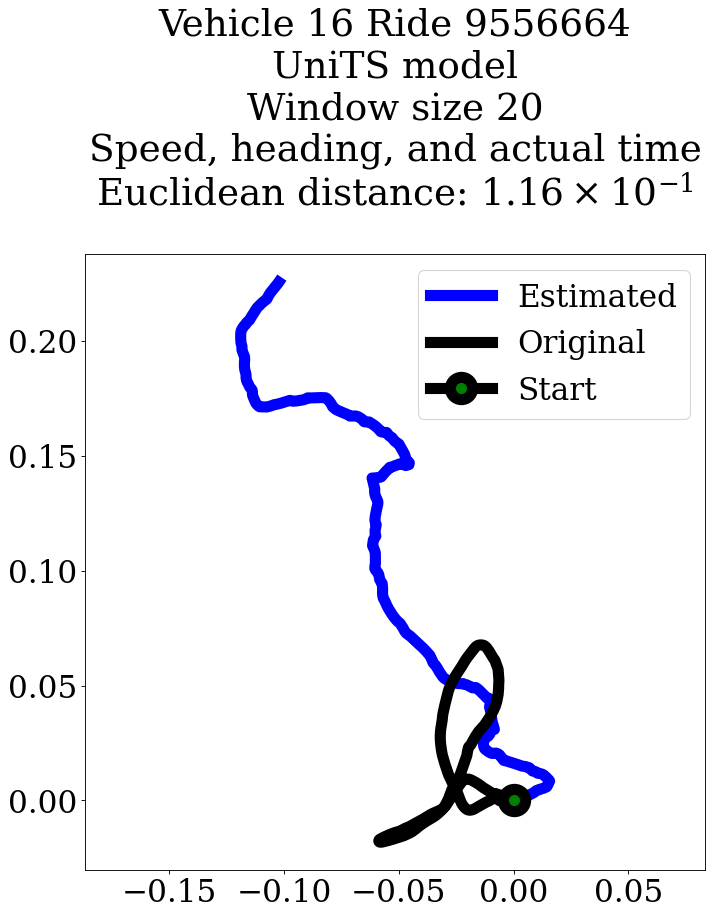 Vehicle 16 Ride 9556664
UniTS model
Window size 20
Speed, heading, and actual time
Euclidean distance: 1.16 × 10⁻¹
Estimated
Original
Start
0.20
0.15
0.10
0.05
0.00
−0.15 −0.10 −0.05 0.00 0.05